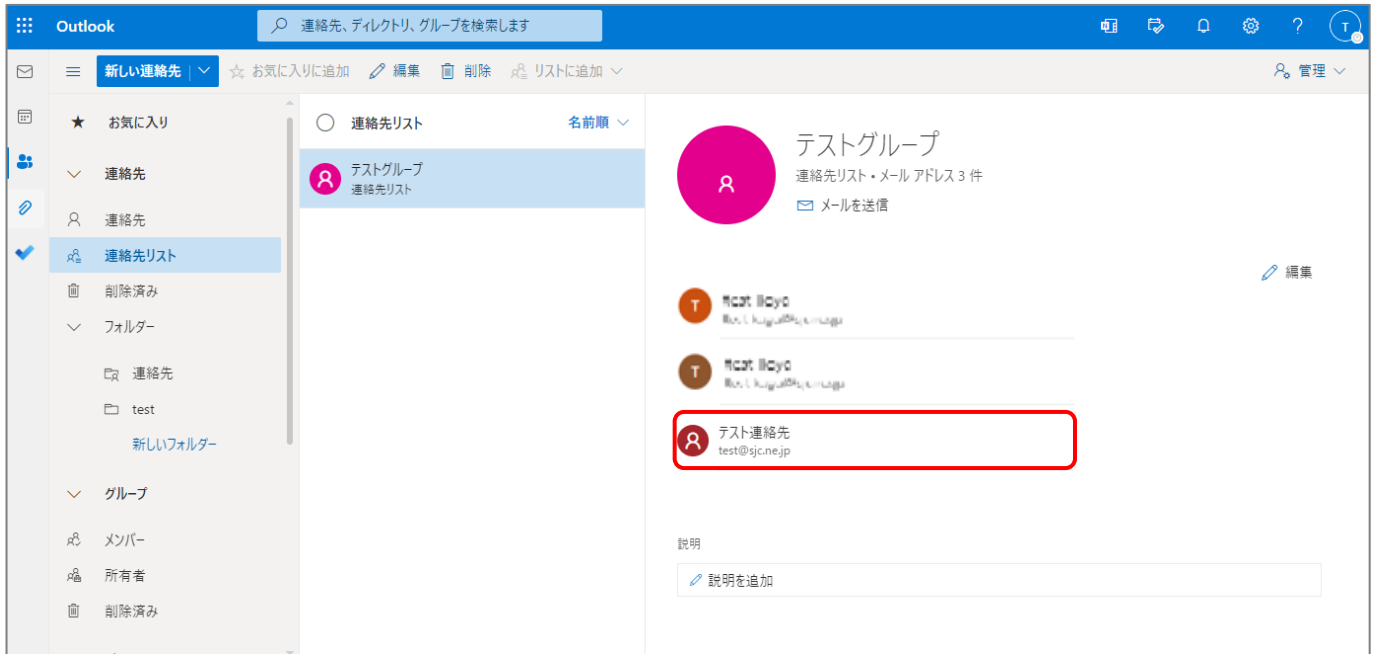 Outlook
連絡先、ディレクトリ、グループを検索します
?
T
新しい連絡先
お気に入りに追加
編集
削除
リストに追加
管理
お気に入り
連絡先
連絡先
連絡先リスト
削除済み
フォルダー
連絡先
test
新しいフォルダー
グループ
メンバー
所有者
削除済み
連絡先リスト
名前順
テストグループ
連絡先リスト
テストグループ
連絡先リスト • メール アドレス 3 件
メールを送信
編集
T
T
テスト連絡先
test@sjc.ne.jp
説明
説明を追加